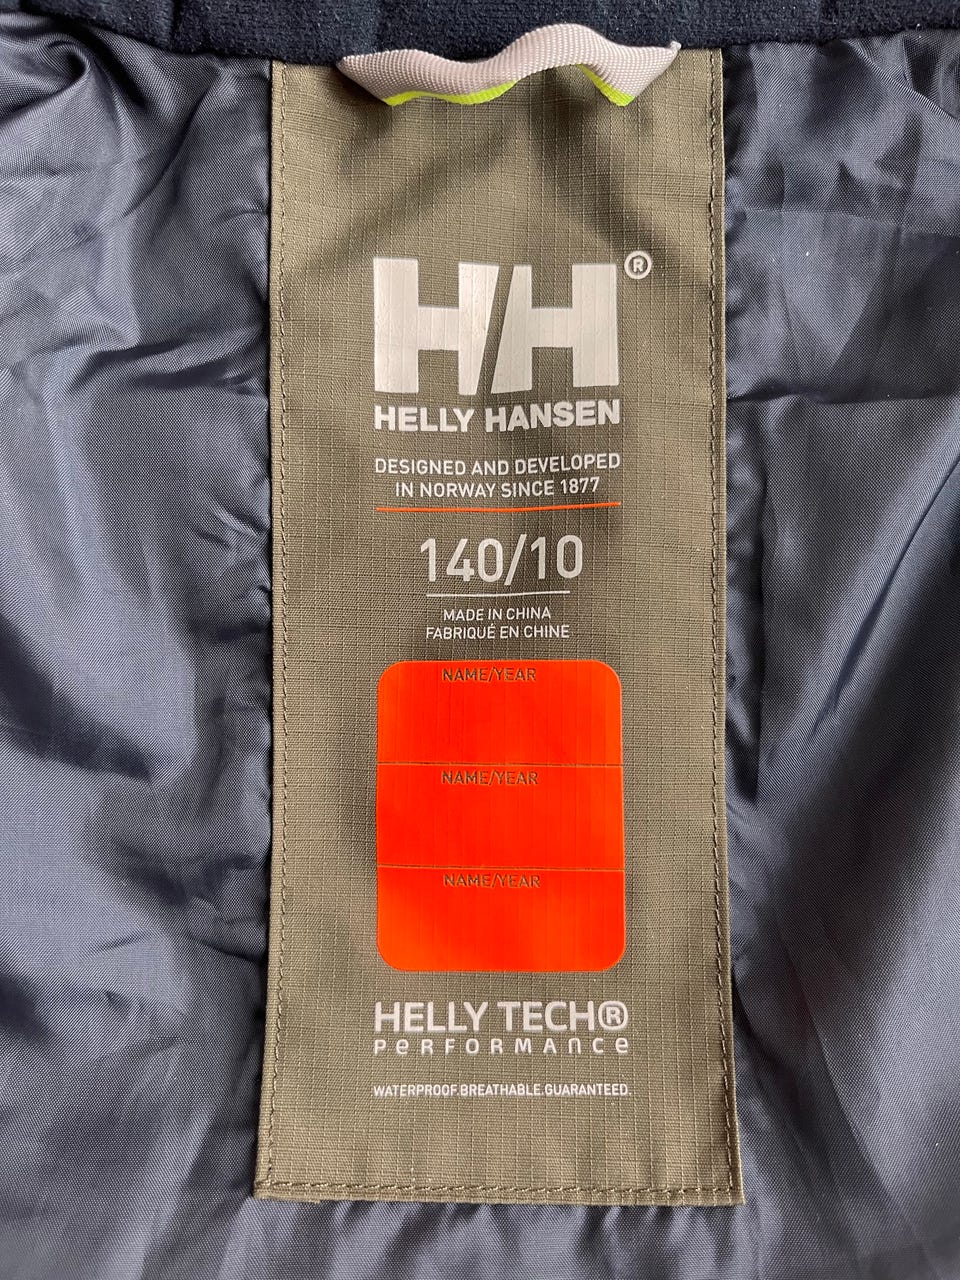 H/H®
HELLY HANSEN
DESIGNED AND DEVELOPED
IN NORWAY SINCE 1877
140/10
MADE IN CHINA
FABRIQUÉ EN CHINE
NAME/YEAR
NAME/YEAR
NAME/YEAR
HELLY TECH®
PeRFORMAnce
WATERPROOF.BREATHABLE.GUARANTEED.